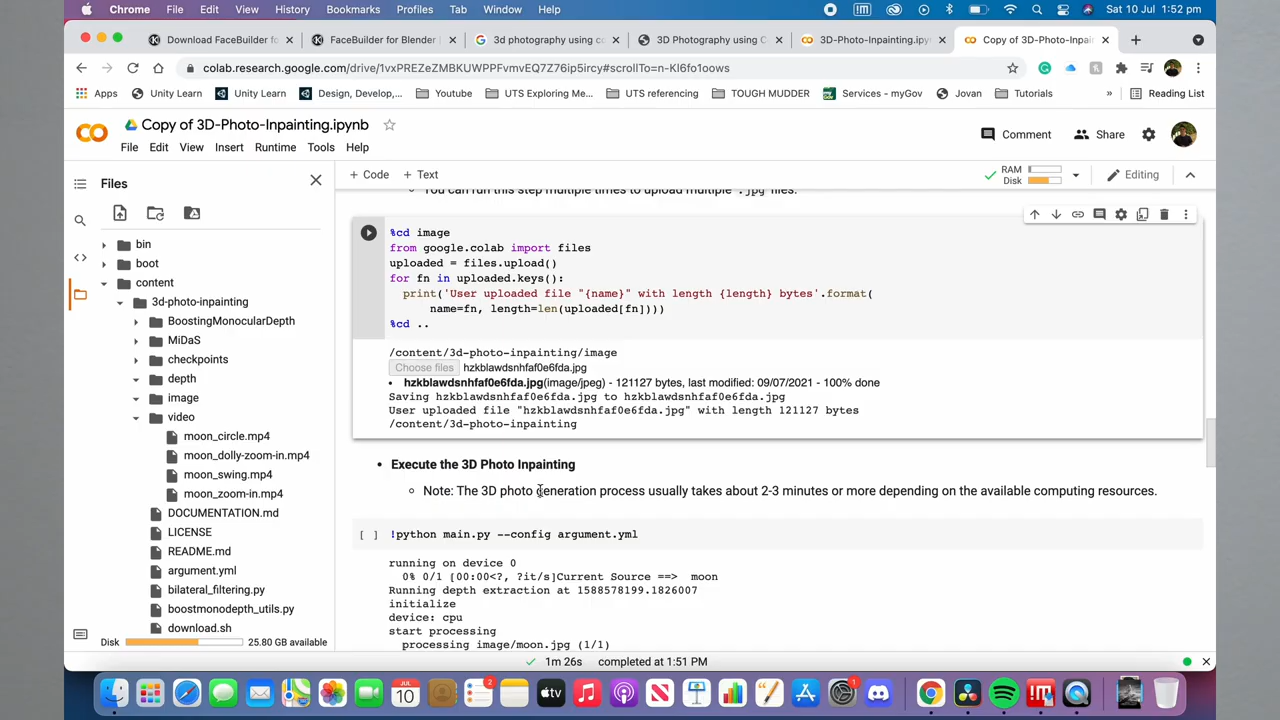 Chrome File Edit View History Bookmarks Profiles Tab Window Help Sat 10 Jul 1:52 pm
Download FaceBuilder fo FaceBuilder for Blender 3d photography using co 3D Photography using C 3D-Photo-Inpainting.ipyn Copy of 3D-Photo-Inpai
colab.research.google.com/drive/1vxPREZeZMBKUWPPFvmvEQ7Z76ip5ircy#scrollTo=n-Kl6fo1oows
Apps Unity Learn Unity Learn Design, Develop,... Youtube UTS Exploring Me... UTS referencing TOUGH MUDDER Services - myGov Jovan Tutorials » Reading List
Copy of 3D-Photo-Inpainting.ipynb
Comment Share
File Edit View Insert Runtime Tools Help
Files
+ Code + Text
RAM
Disk
Editing
You can run this step multiple times to upload multiple .jpg files.
bin
boot
content
3d-photo-inpainting
BoostingMonocularDepth
MiDaS
checkpoints
depth
image
video
moon_circle.mp4
moon_dolly-zoom-in.mp4
moon_swing.mp4
moon_zoom-in.mp4
DOCUMENTATION.md
LICENSE
README.md
argument.yml
bilateral_filtering.py
boostmonodepth_utils.py
download.sh
Disk 25.80 GB available
%cd image
from google.colab import files
uploaded = files.upload()
for fn in uploaded.keys():
print('User uploaded file "{name}" with length {length} bytes'.format(
name=fn, length=len(uploaded[fn])))
%cd ..
/content/3d-photo-inpainting/image
Choose files hzkblawdsnhfaf0e6fda.jpg
• hzkblawdsnhfaf0e6fda.jpg(image/jpeg) - 121127 bytes, last modified: 09/07/2021 - 100% done
Saving hzkblawdsnhfaf0e6fda.jpg to hzkblawdsnhfaf0e6fda.jpg
User uploaded file "hzkblawdsnhfaf0e6fda.jpg" with length 121127 bytes
/content/3d-photo-inpainting
• Execute the 3D Photo Inpainting
Note: The 3D photo generation process usually takes about 2-3 minutes or more depending on the available computing resources.
[ ] !python main.py --config argument.yml
running on device 0
0% 0/1 [00:00<?, ?it/s]Current Source ==> moon
Running depth extraction at 1588578199.1826007
initialize
device: cpu
start processing
processing image/moon.jpg (1/1)
1m 26s completed at 1:51 PM
JUL
10
2
tv
1